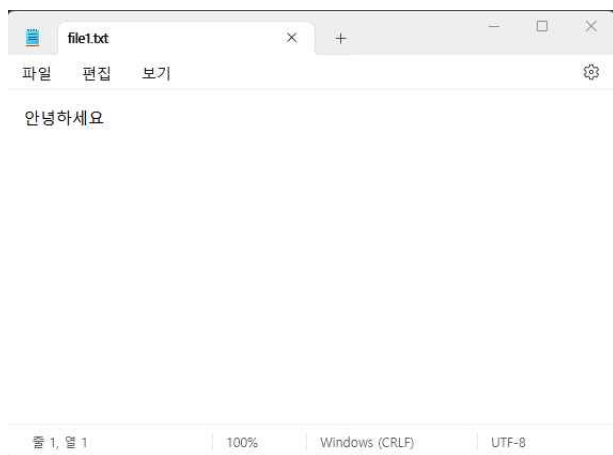 file1.txt
파일 편집 보기
안녕하세요
줄 1, 열 1 100% Windows (CRLF) UTF-8